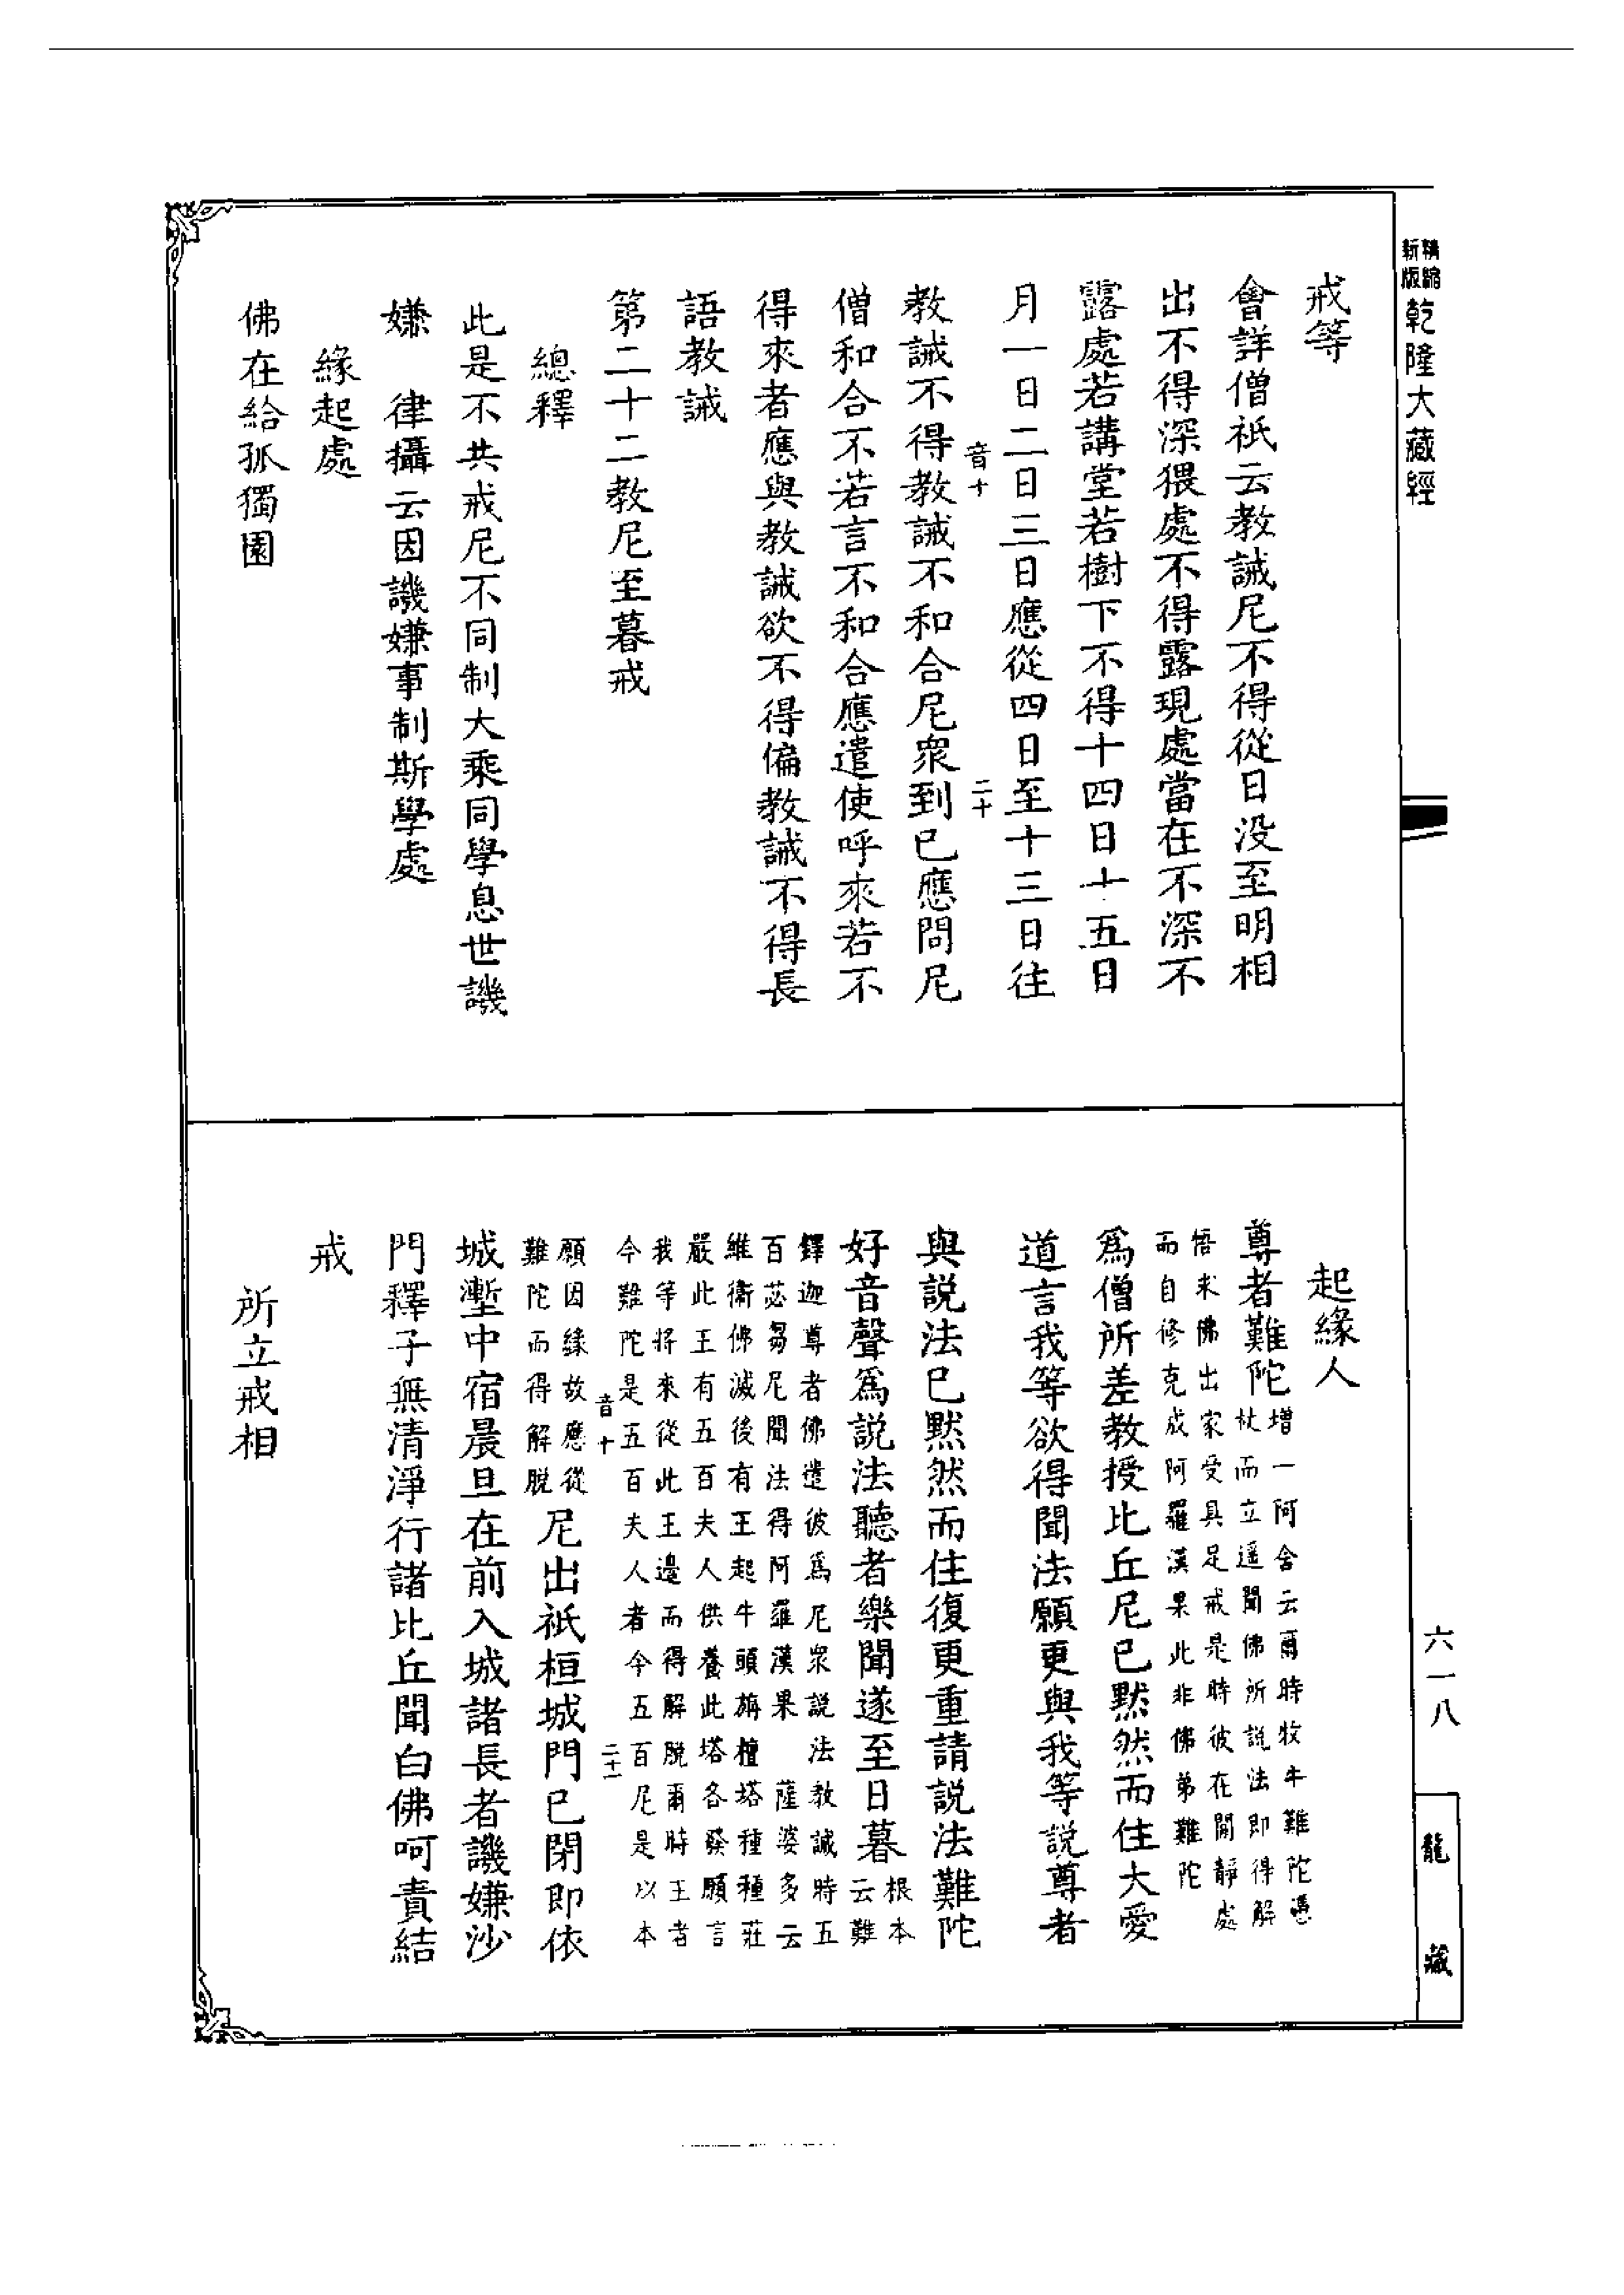 精縮
新版
乾隆大藏經
戒等
會詳僧祇云教誡尼不得從日没至明相
出不得深猥處不得露現處當在不深不
露處若講堂若樹下不得十四日十五日
月一日二日三日應從四日至十三日往
音十
二十
教誡不得教誡不和合尼衆到已應問尼
僧和合不若言不和合應遣使呼來若不
得來者應與教誡欲不得偏教誡不得長
語教誡
第二十二教尼至暮戒
總釋
此是不共戒尼不同制大乘同學息世譏
嫌　律攝云因譏嫌事制斯學處
緣起處
佛在給孤獨園
六一八
龍藏
起緣人
尊者難陀
增一阿含云爾時牧牛難陀憑
杖而立遥聞佛所説法即得解
悟求佛出家受具足戒是時彼在閑靜處
而自修克成阿羅漢果此非佛弟難陀
爲僧所差教授比丘尼已默然而住大愛
道言我等欲得聞法願更與我等説尊者
與説法已默然而住復更重請説法難陀
好音聲爲説法聽者樂聞遂至日暮
根本
云難
鐸迦尊者佛遣彼爲尼衆説法教誡時五
百苾芻尼聞法得阿羅漢果　薩婆多云
維衞佛滅後有王起牛頭旃檀塔種種莊
嚴此王有五百夫人供養此塔各發願言
我等將來從此王邊而得解脱爾時王者
今難陀是五百夫人者今五百尼是以本
音十
二十一
願因緣故應從
難陀而得解脱
尼出祇桓城門已閉即依
城塹中宿晨旦在前入城諸長者譏嫌沙
門釋子無清淨行諸比丘聞白佛呵責結
戒
所立戒相